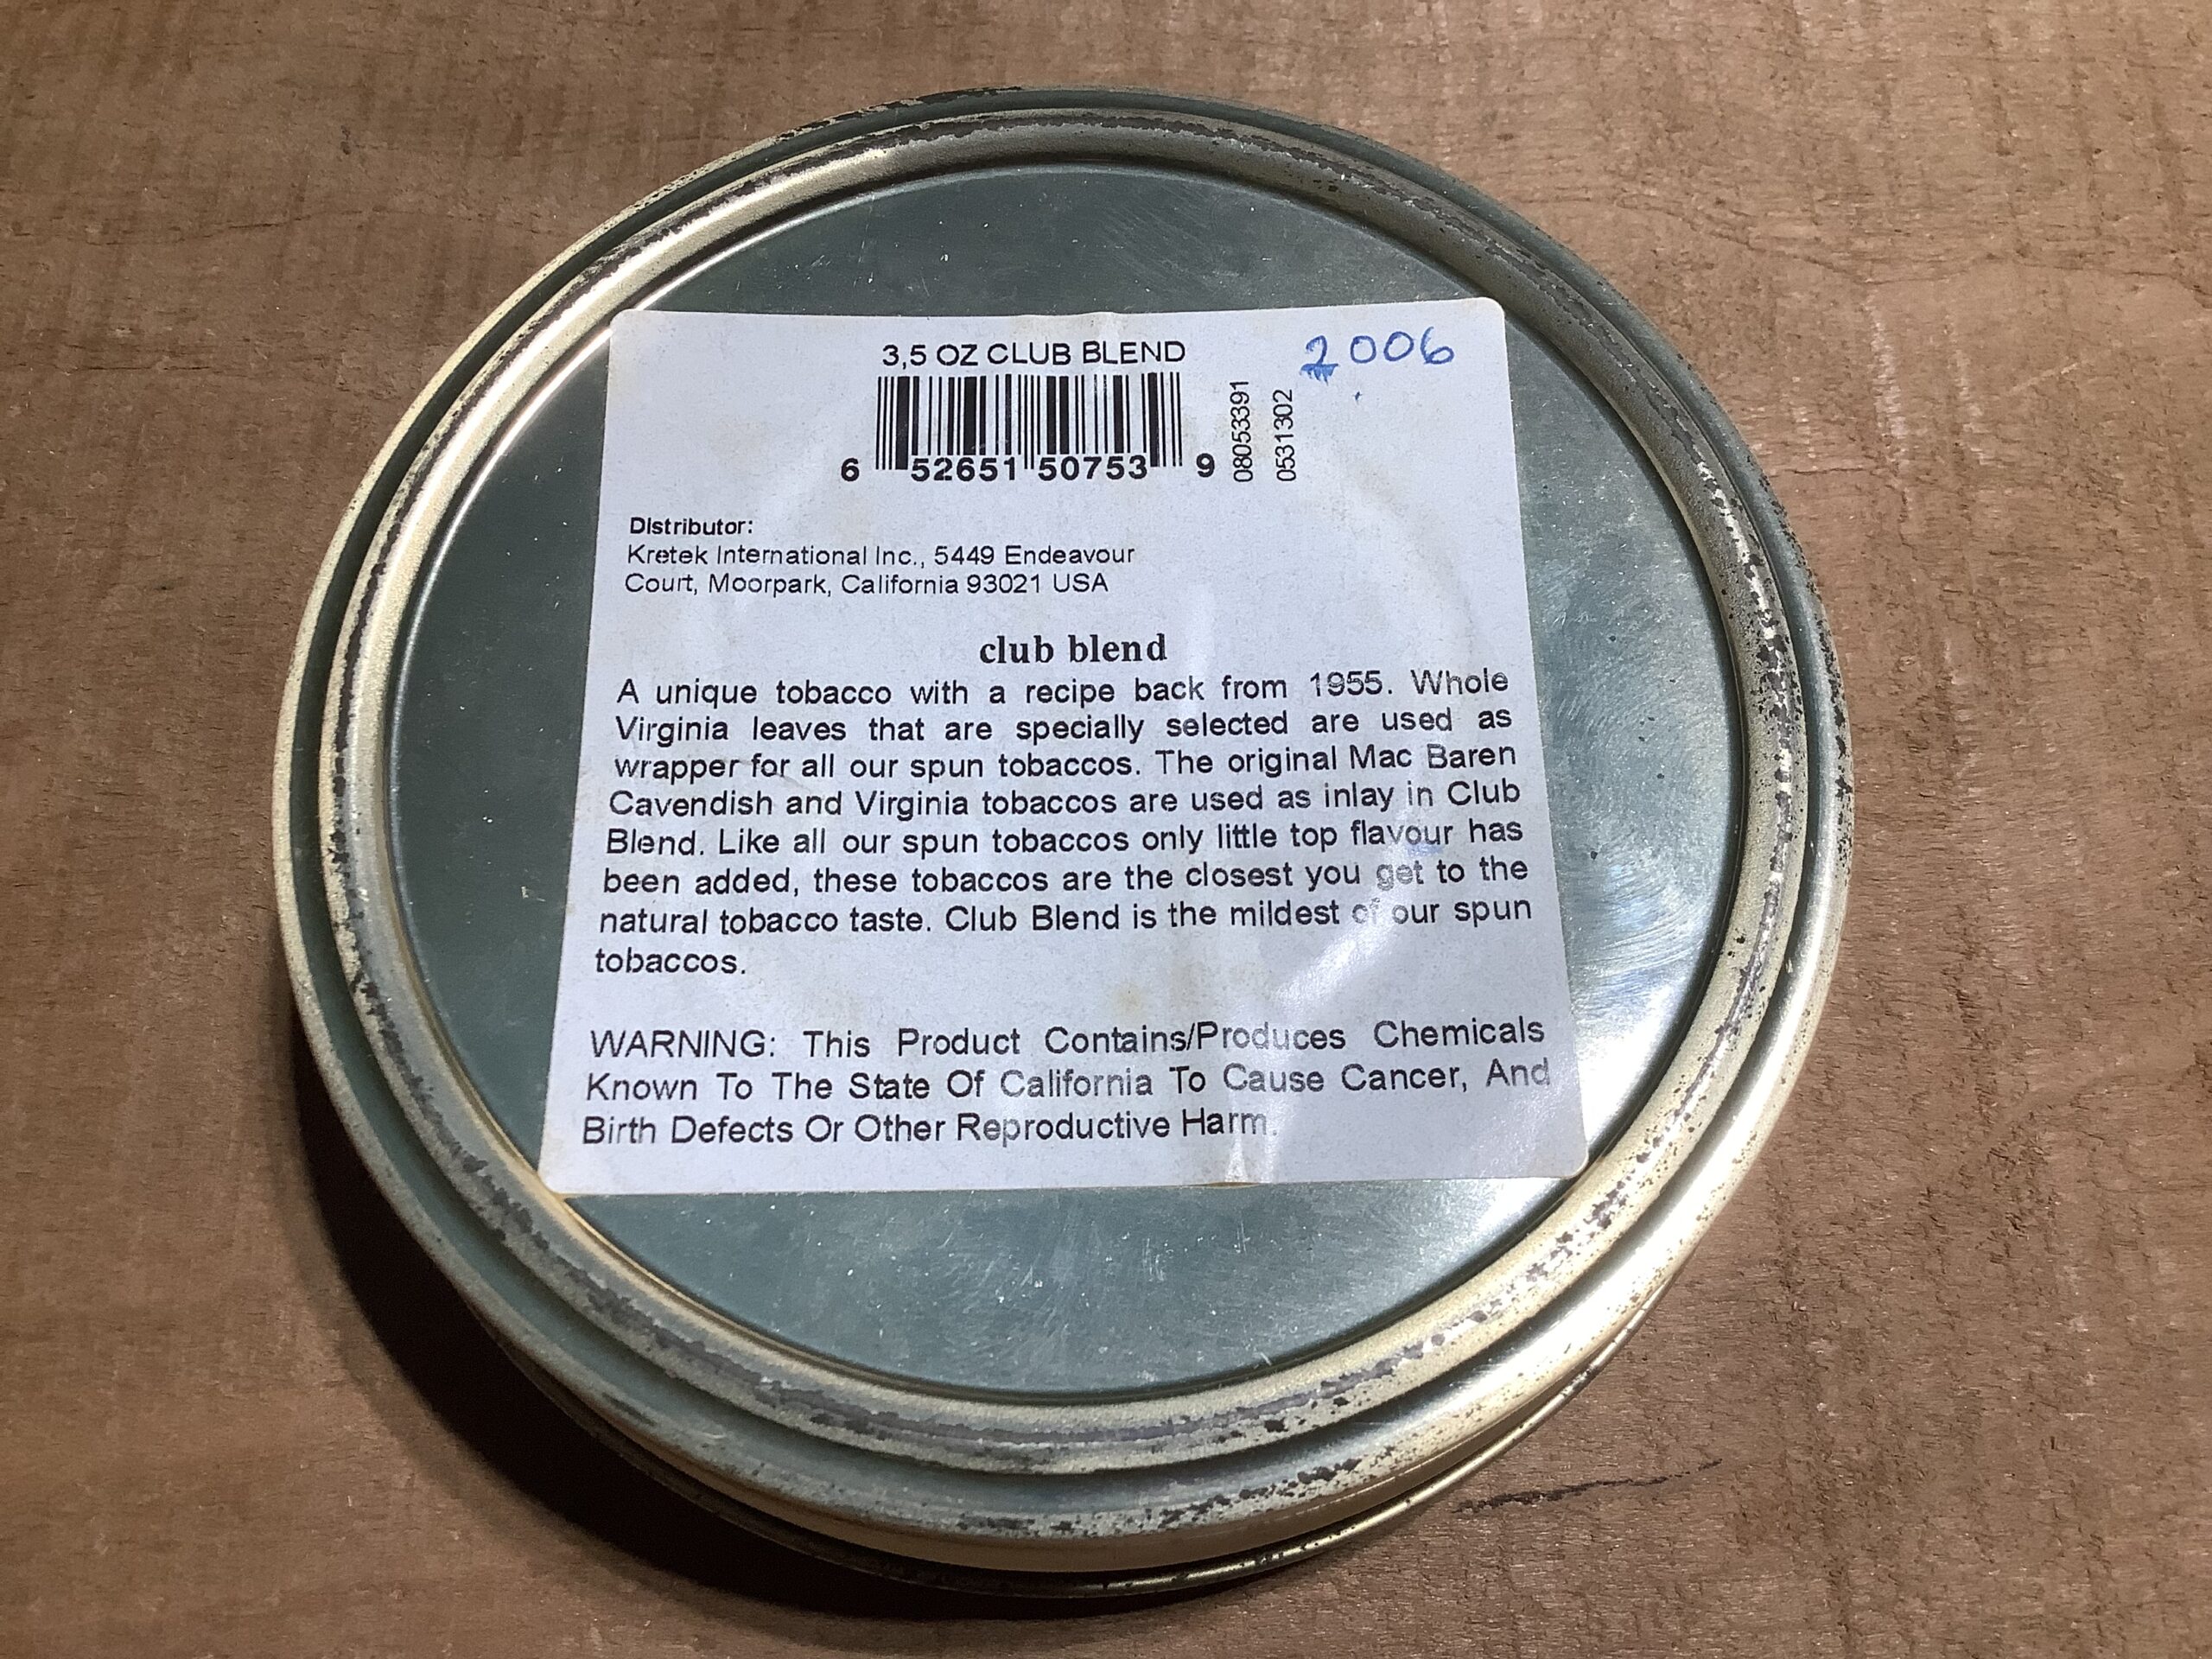 3,5 OZ CLUB BLEND
2006
6 52651 50753 9
08053391
0531302
Distributor:
Kretek International Inc., 5449 Endeavour
Court, Moorpark, California 93021 USA
club blend
A unique tobacco with a recipe back from 1955. Whole
Virginia leaves that are specially selected are used as
wrapper for all our spun tobaccos. The original Mac Baren
Cavendish and Virginia tobaccos are used as inlay in Club
Blend. Like all our spun tobaccos only little top flavour has
been added, these tobaccos are the closest you get to the
natural tobacco taste. Club Blend is the mildest of our spun
tobaccos.
WARNING: This Product Contains/Produces Chemicals
Known To The State Of California To Cause Cancer, And
Birth Defects Or Other Reproductive Harm.